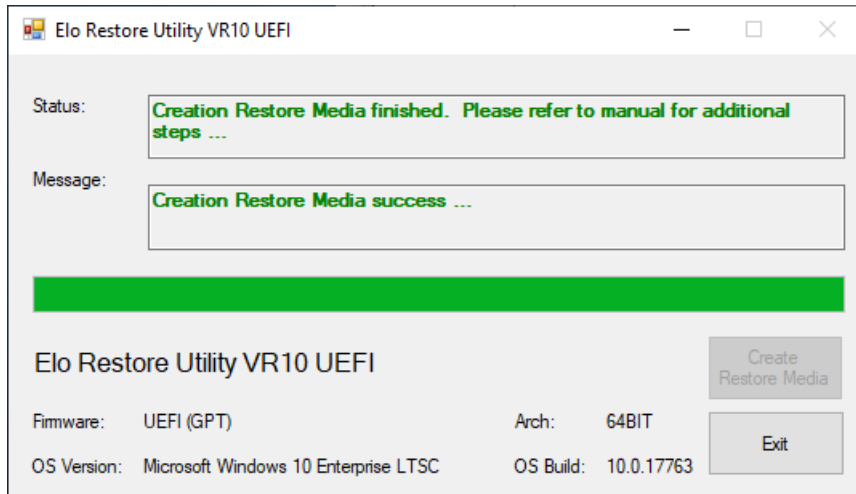 Elo Restore Utility VR10 UEFI
Status:
Creation Restore Media finished.  Please refer to manual for additional
steps ...
Message:
Creation Restore Media success ...
Elo Restore Utility VR10 UEFI
Create
Restore Media
Firmware: UEFI (GPT) Arch: 64BIT
Exit
OS Version: Microsoft Windows 10 Enterprise LTSC OS Build: 10.0.17763